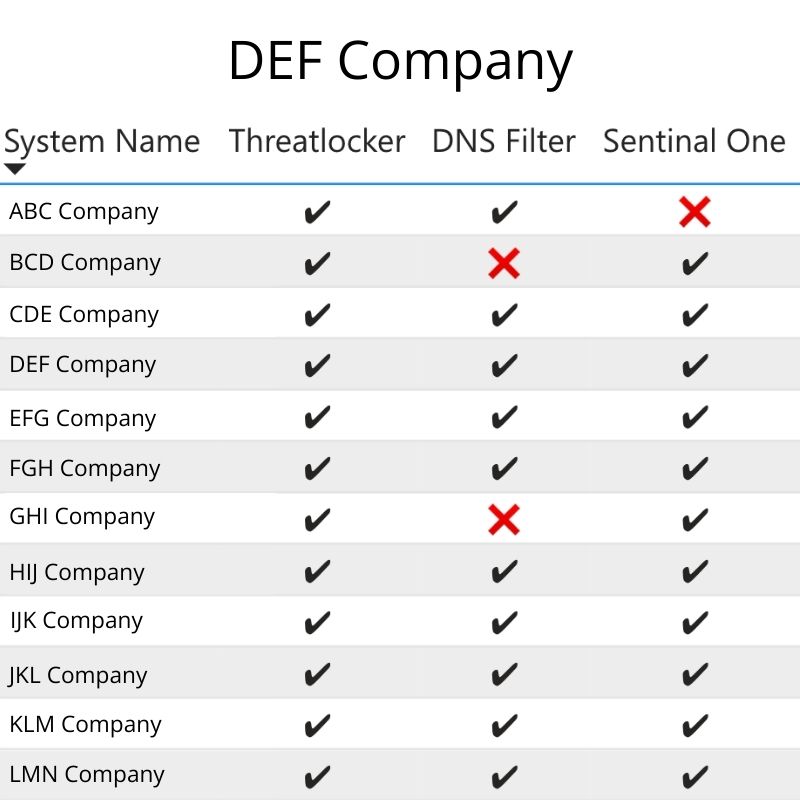 DEF Company
System Name Threatlocker DNS Filter Sentinal One
ABC Company ✔ ✔ ❌
BCD Company ✔ ❌ ✔
CDE Company ✔ ✔ ✔
DEF Company ✔ ✔ ✔
EFG Company ✔ ✔ ✔
FGH Company ✔ ✔ ✔
GHI Company ✔ ❌ ✔
HIJ Company ✔ ✔ ✔
IJK Company ✔ ✔ ✔
JKL Company ✔ ✔ ✔
KLM Company ✔ ✔ ✔
LMN Company ✔ ✔ ✔